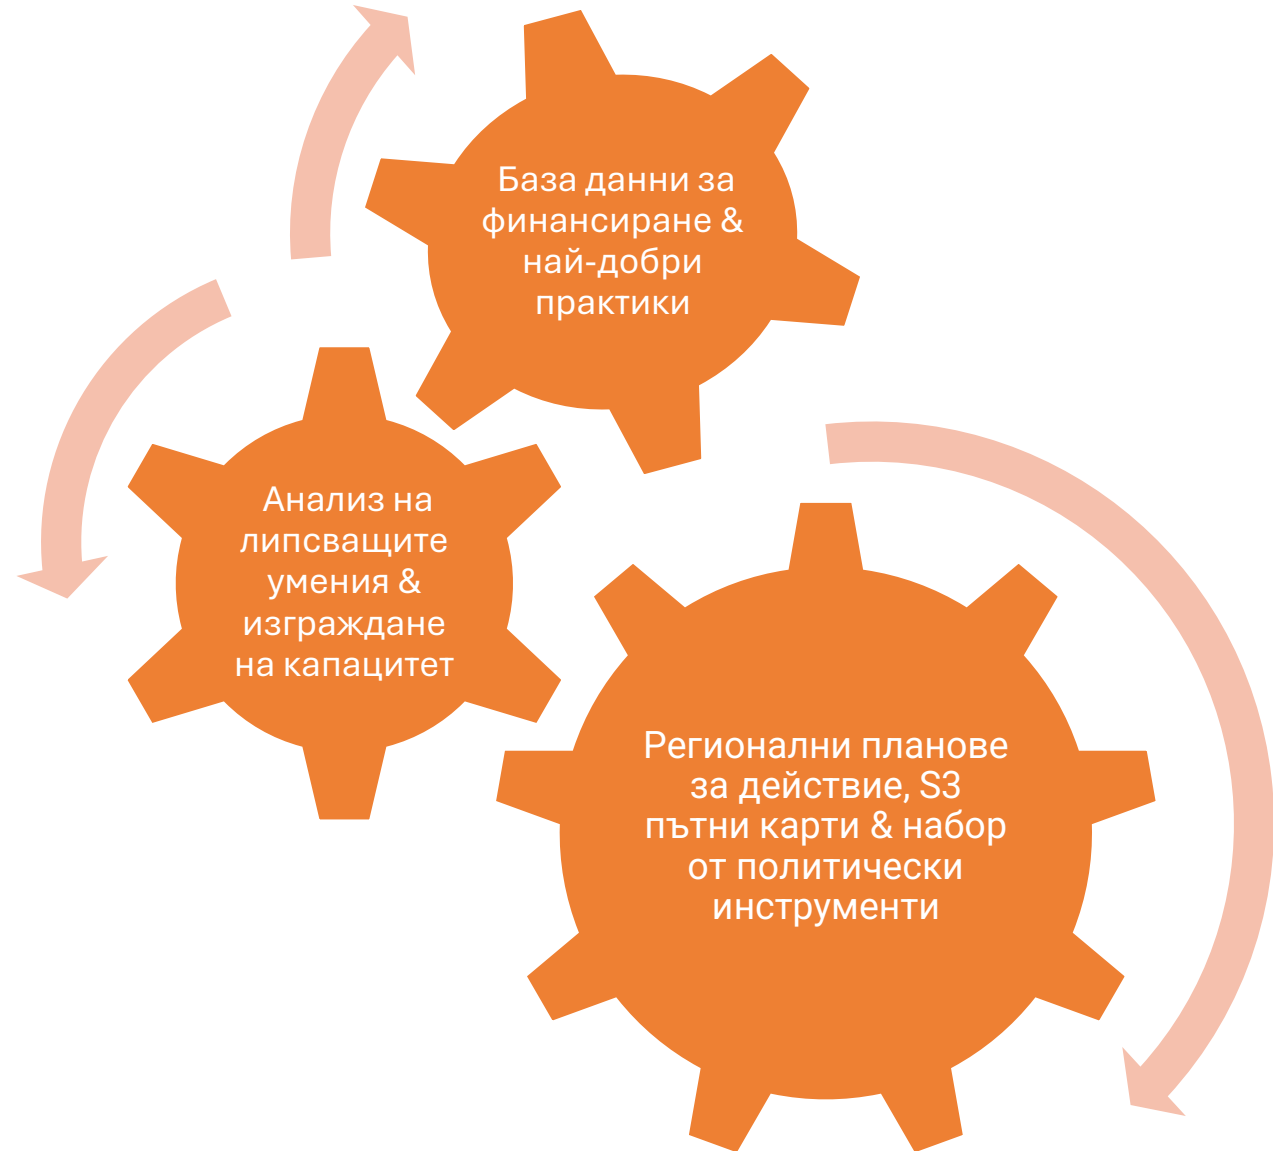 База данни за
финансиране &
най-добри
практики
Анализ на
липсващите
умения &
изграждане
на капацитет
Регионални планове
за действие, S3
пътни карти & набор
от политически
инструменти